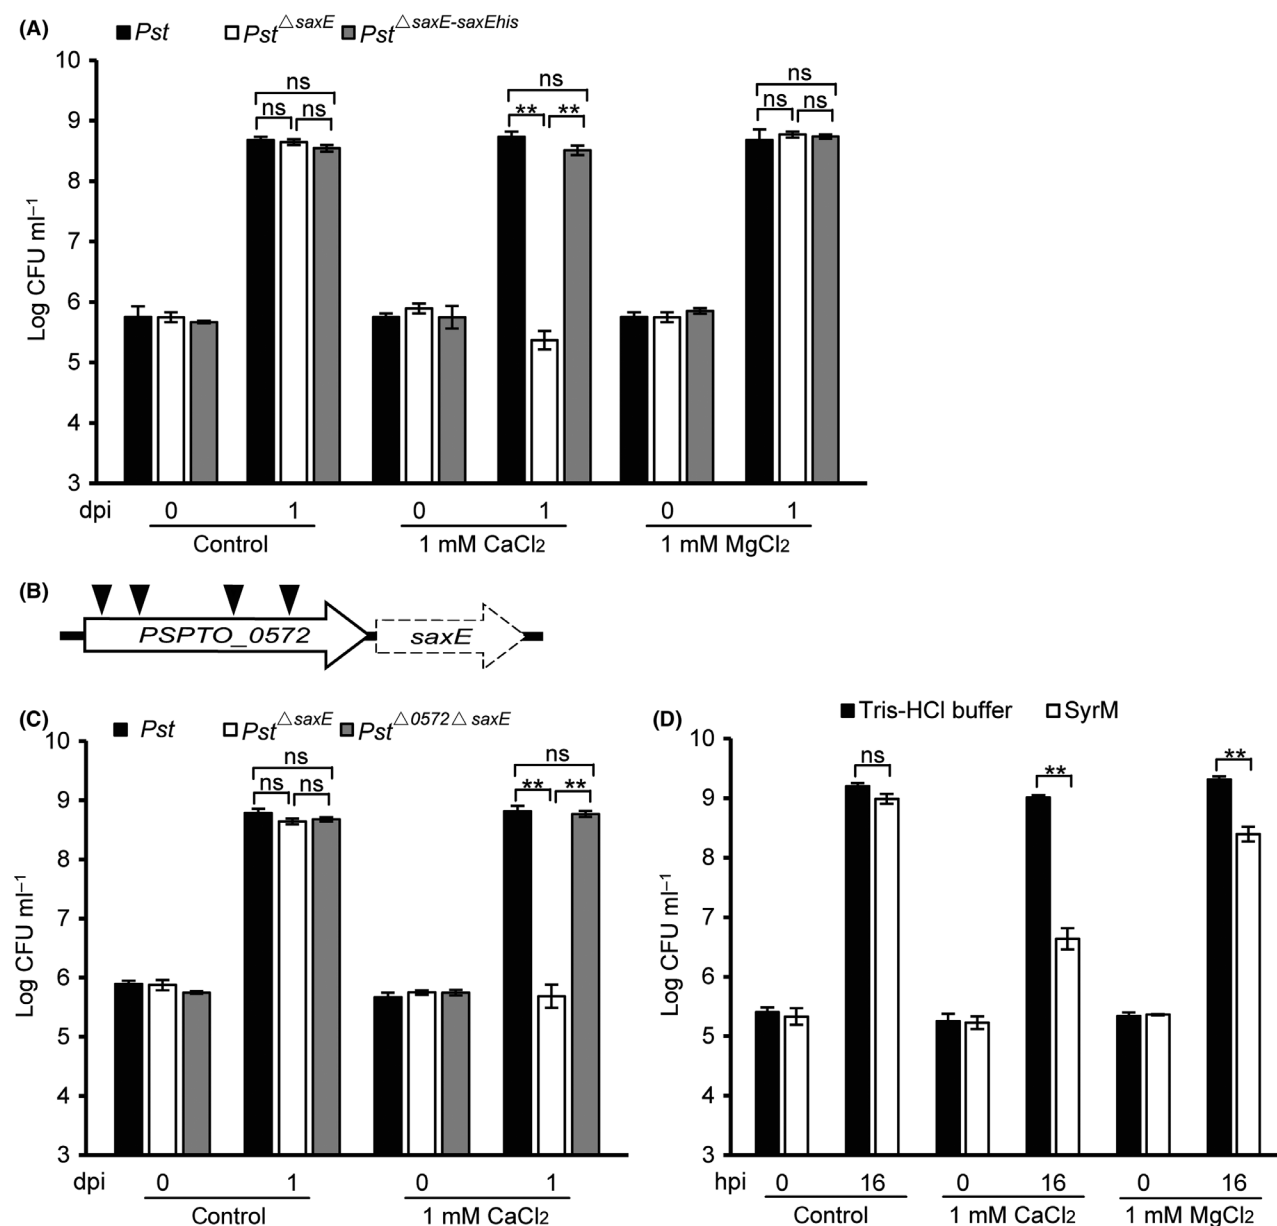 (A) Pst Pst△saxE Pst△saxE-saxEhis
10
9
8
7
6
5
4
3
Log CFU ml⁻¹
ns
ns ns
ns
** **
ns
ns ns
dpi 0 1 0 1 0 1
Control 1 mM CaCl₂ 1 mM MgCl₂
(B)
PSPTO_0572 saxE
(C) Pst Pst△saxE Pst△0572△saxE
10
9
8
7
6
5
4
3
Log CFU ml⁻¹
ns
ns ns
ns
** **
dpi 0 1 0 1
Control 1 mM CaCl₂
(D) Tris-HCl buffer SyrM
10
9
8
7
6
5
4
3
Log CFU ml⁻¹
ns
**
**
hpi 0 16 0 16 0 16
Control 1 mM CaCl₂ 1 mM MgCl₂